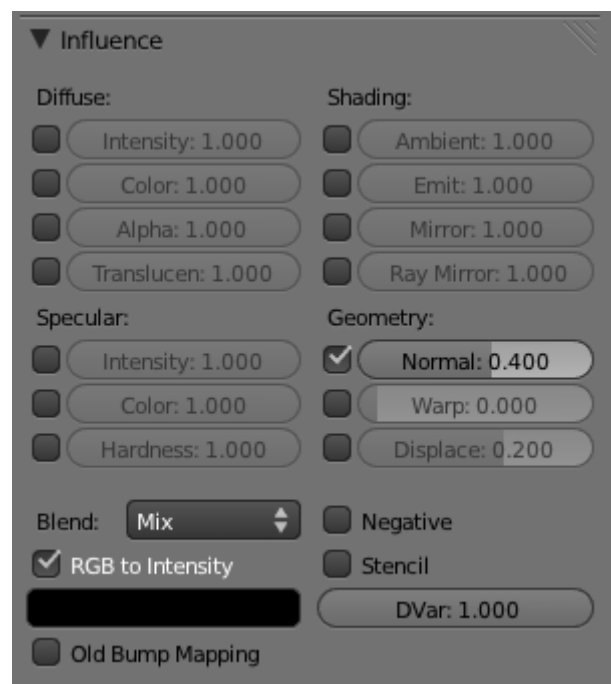 Influence
Diffuse: Shading:
Intensity: 1.000 Ambient: 1.000
Color: 1.000 Emit: 1.000
Alpha: 1.000 Mirror: 1.000
Translucen: 1.000 Ray Mirror: 1.000
Specular: Geometry:
Intensity: 1.000 Normal: 0.400
Color: 1.000 Warp: 0.000
Hardness: 1.000 Displace: 0.200
Blend: Mix Negative
RGB to Intensity Stencil
DVar: 1.000
Old Bump Mapping